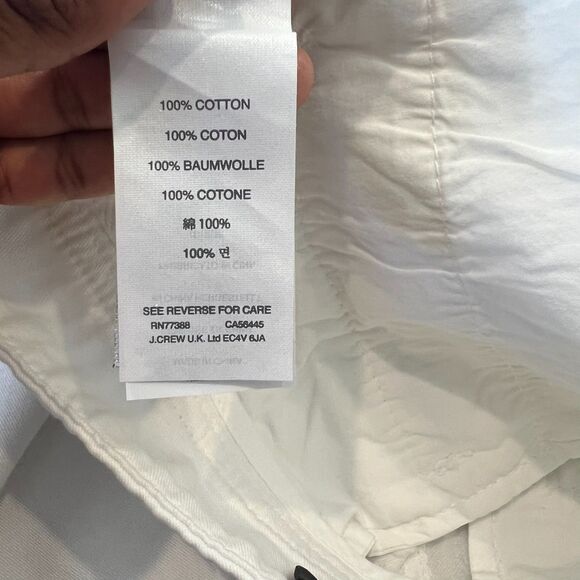 100% COTTON
100% COTON
100% BAUMWOLLE
100% COTONE
綿 100%
100% 면
SEE REVERSE FOR CARE
RN77388 CA56445
J.CREW U.K. Ltd EC4V 6JA